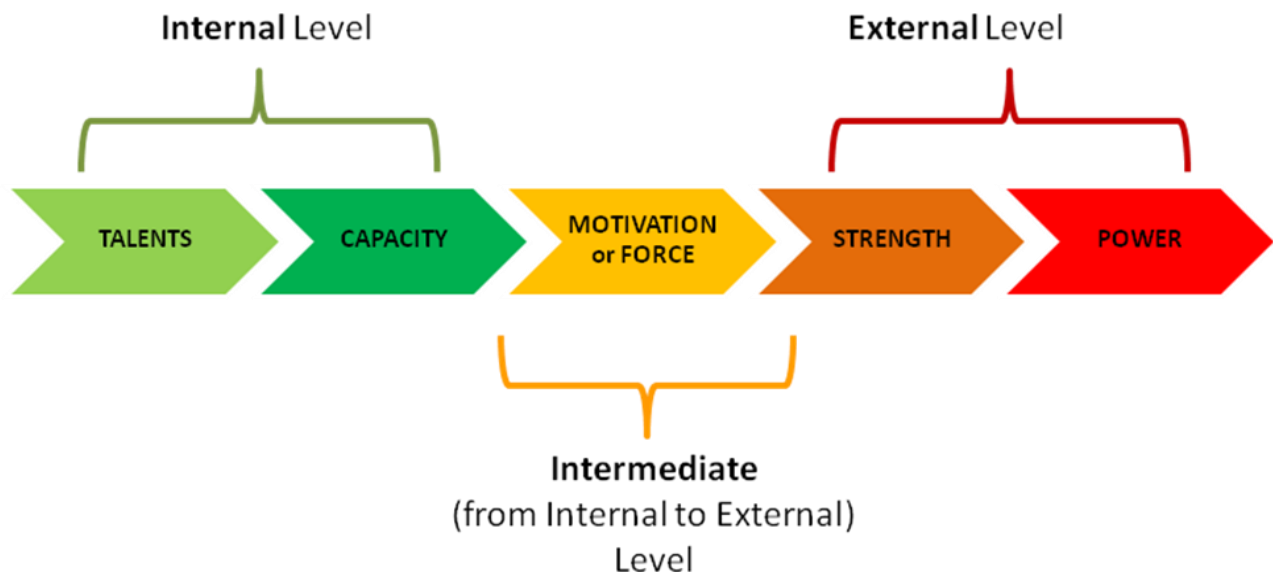 Internal Level
External Level
TALENTS
CAPACITY
MOTIVATION
or FORCE
STRENGTH
POWER
Intermediate
(from Internal to External)
Level